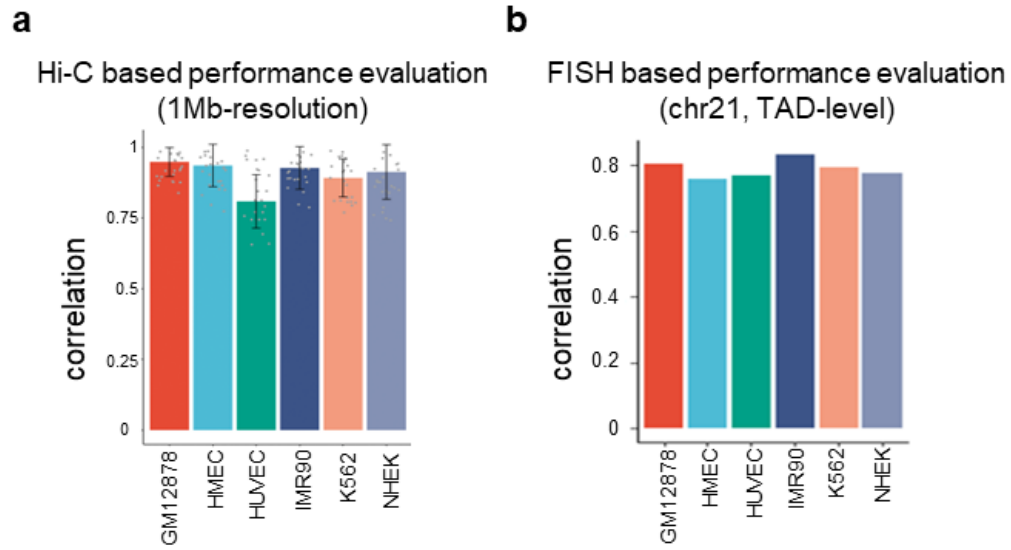 a
Hi-C based performance evaluation
(1Mb-resolution)
correlation
1
0.75
0.5
0.25
0
GM12878
HMEC
HUVEC
IMR90
K562
NHEK
b
FISH based performance evaluation
(chr21, TAD-level)
correlation
0.8
0.6
0.4
0.2
0
GM12878
HMEC
HUVEC
IMR90
K562
NHEK